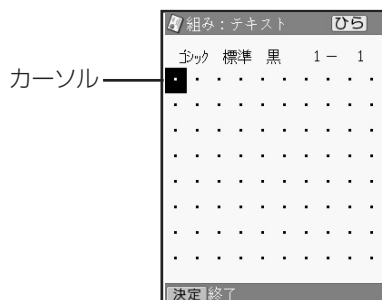 組み：テキスト ひら
ゴシック 標準 黒 1－ 1
カーソル
決定 終了